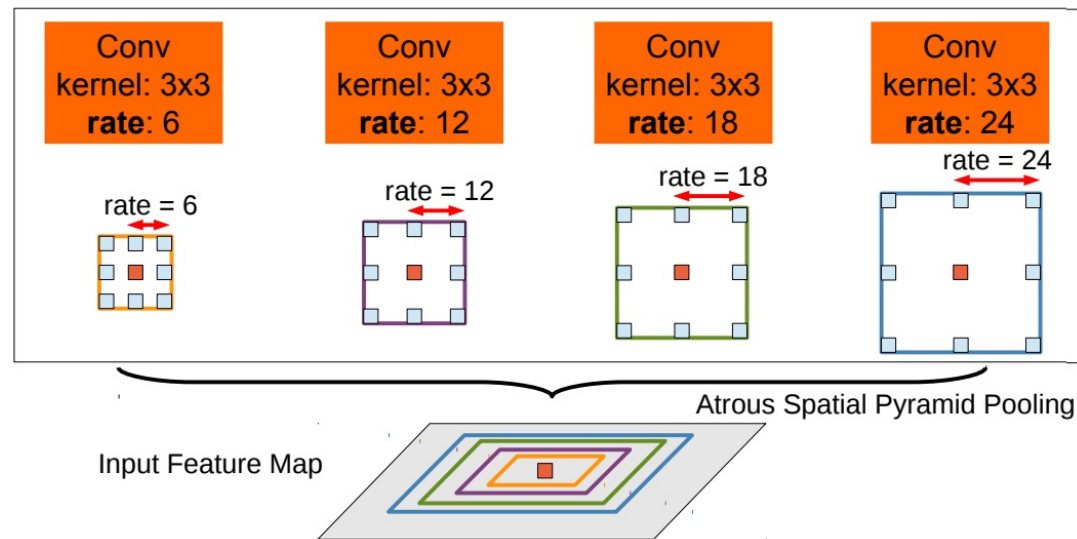 Conv
kernel: 3x3
rate: 6
Conv
kernel: 3x3
rate: 12
Conv
kernel: 3x3
rate: 18
Conv
kernel: 3x3
rate: 24
rate = 6
rate = 12
rate = 18
rate = 24
Atrous Spatial Pyramid Pooling
Input Feature Map